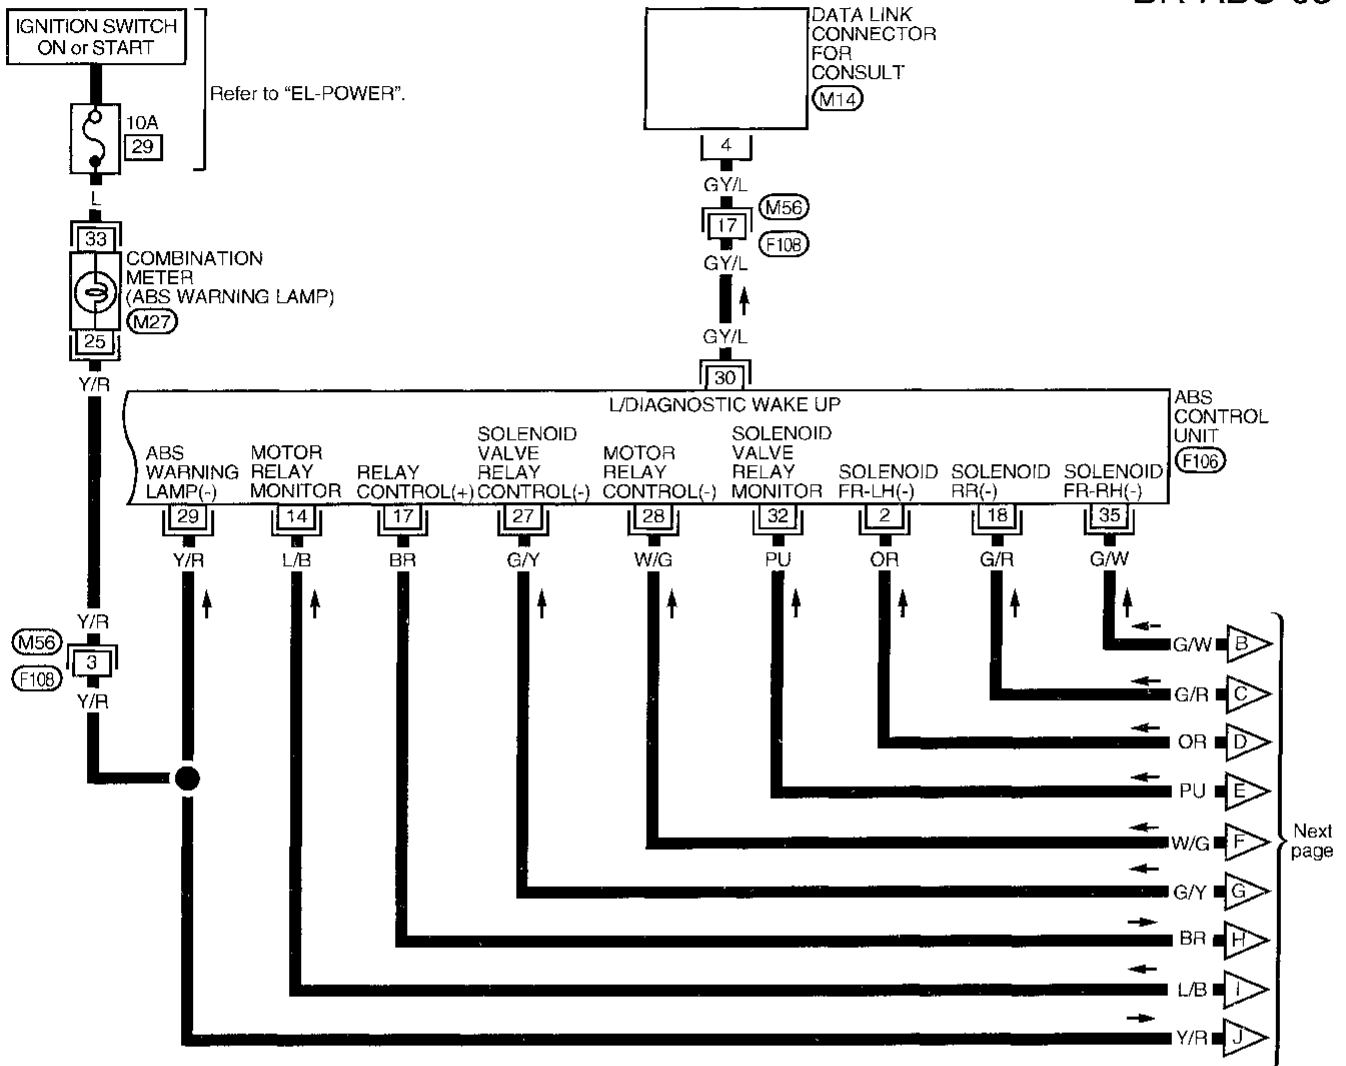 IGNITION SWITCH
ON or START
Refer to "EL-POWER".
10A
29
L
33
COMBINATION
METER
(ABS WARNING LAMP)
M27
25
Y/R
DATA LINK
CONNECTOR
FOR
CONSULT
M14
4
GY/L
M56
17
F108
GY/L
GY/L
30
L/DIAGNOSTIC WAKE UP
ABS
CONTROL
UNIT
F106
ABS
WARNING
LAMP(-)
MOTOR
RELAY
MONITOR
RELAY
CONTROL(+)
SOLENOID
VALVE
RELAY
CONTROL(-)
MOTOR
RELAY
CONTROL(-)
SOLENOID
VALVE
RELAY
MONITOR
SOLENOID
FR-LH(-)
SOLENOID
RR(-)
SOLENOID
FR-RH(-)
29 14 17 27 28 32 2 18 35
Y/R L/B BR G/Y W/G PU OR G/R G/W
Y/R
M56
3
F108
Y/R
G/W B
G/R C
OR D
PU E
W/G F
G/Y G
BR H
L/B I
Y/R J
Next
page